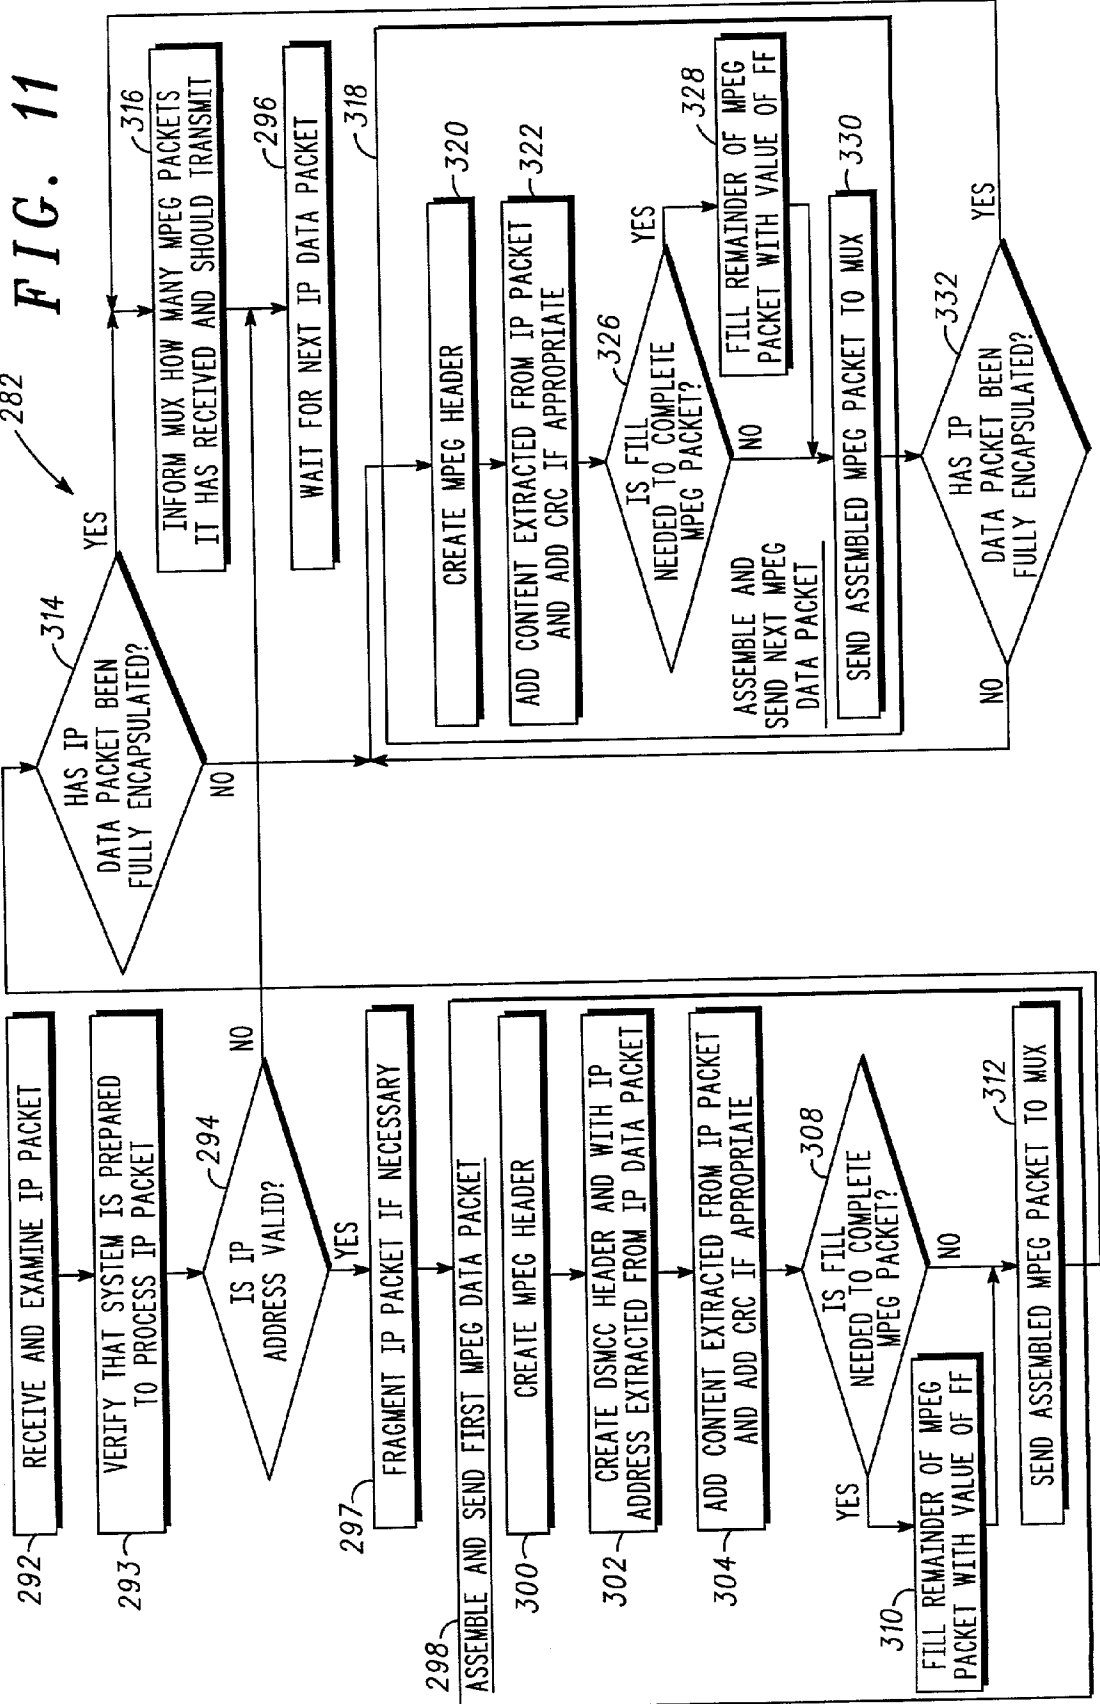 FIG. 11
282
292
RECEIVE AND EXAMINE IP PACKET
293
VERIFY THAT SYSTEM IS PREPARED
TO PROCESS IP PACKET
294
IS IP
ADDRESS VALID?
NO
YES
297
FRAGMENT IP PACKET IF NECESSARY
298
ASSEMBLE AND SEND FIRST MPEG DATA PACKET
300
CREATE MPEG HEADER
302
CREATE DSMCC HEADER AND WITH IP
ADDRESS EXTRACTED FROM IP DATA PACKET
304
ADD CONTENT EXTRACTED FROM IP PACKET
AND ADD CRC IF APPROPRIATE
308
IS FILL
NEEDED TO COMPLETE
MPEG PACKET?
YES
NO
310
FILL REMAINDER OF MPEG
PACKET WITH VALUE OF FF
312
SEND ASSEMBLED MPEG PACKET TO MUX
314
HAS IP
DATA PACKET BEEN
FULLY ENCAPSULATED?
YES
NO
316
INFORM MUX HOW MANY MPEG PACKETS
IT HAS RECEIVED AND SHOULD TRANSMIT
296
WAIT FOR NEXT IP DATA PACKET
318
320
CREATE MPEG HEADER
322
ADD CONTENT EXTRACTED FROM IP PACKET
AND ADD CRC IF APPROPRIATE
326
IS FILL
NEEDED TO COMPLETE
MPEG PACKET?
YES
NO
328
FILL REMAINDER OF MPEG
PACKET WITH VALUE OF FF
ASSEMBLE AND
SEND NEXT MPEG
DATA PACKET
330
SEND ASSEMBLED MPEG PACKET TO MUX
332
HAS IP
DATA PACKET BEEN
FULLY ENCAPSULATED?
YES
NO